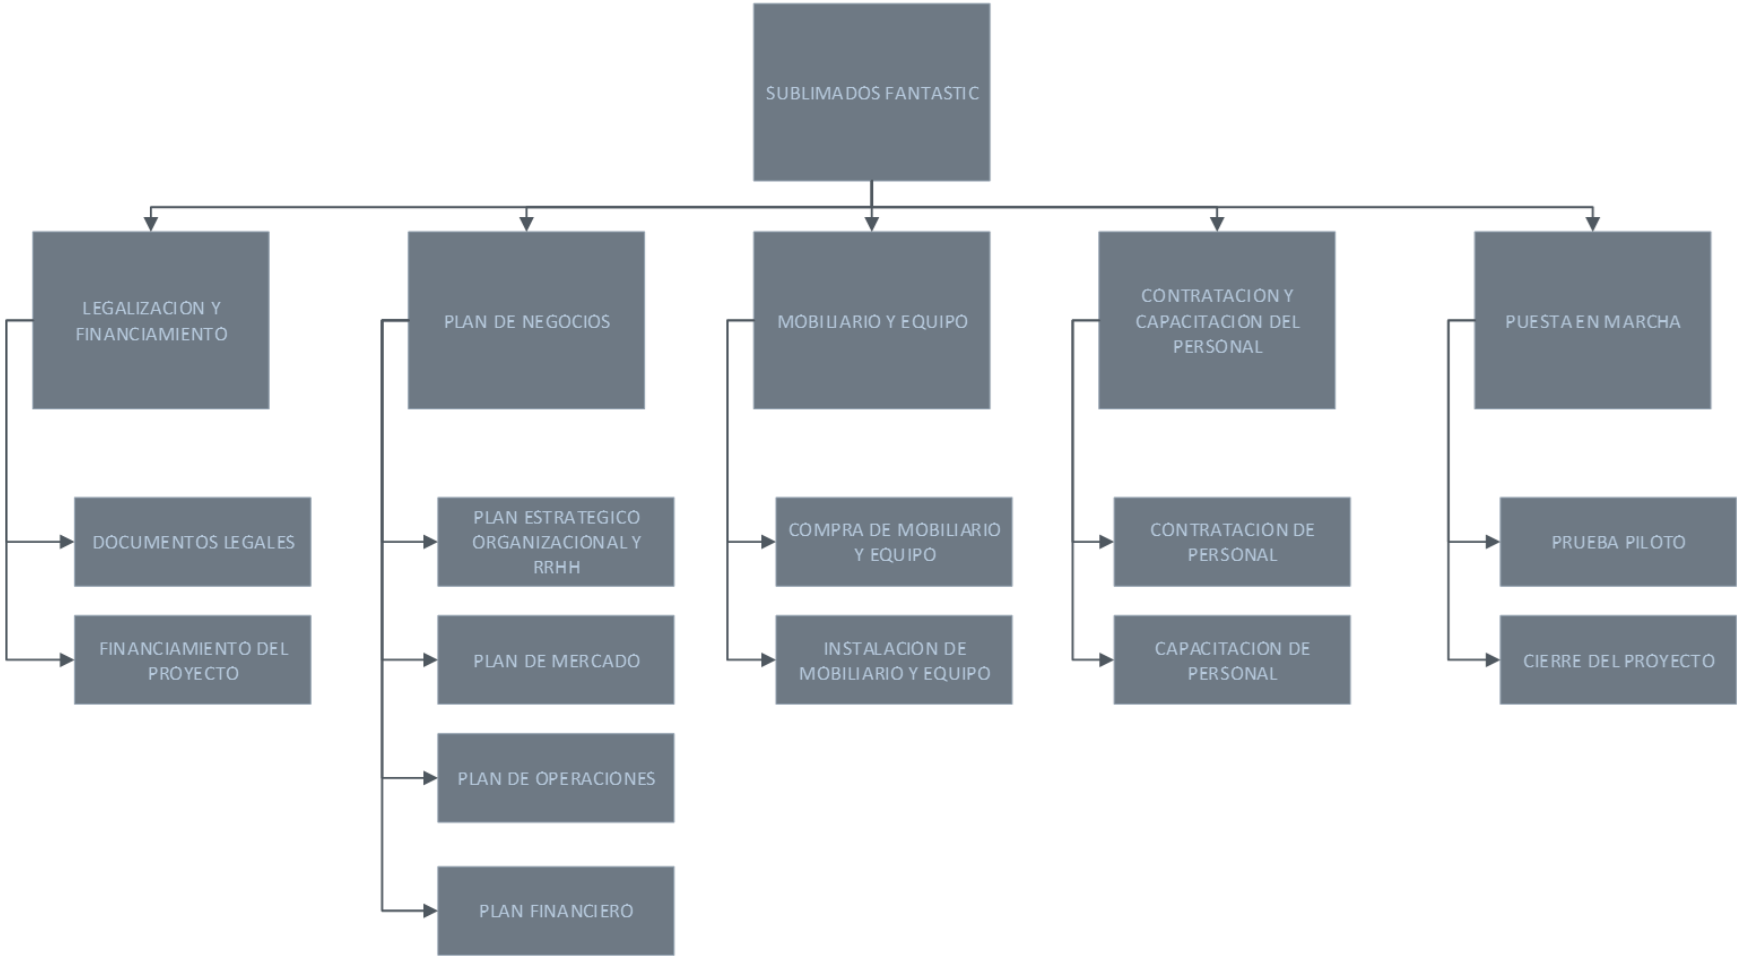 SUBLIMADOS FANTASTIC
LEGALIZACION Y
FINANCIAMIENTO
PLAN DE NEGOCIOS
MOBILIARIO Y EQUIPO
CONTRATACION Y
CAPACITACION DEL
PERSONAL
PUESTA EN MARCHA
DOCUMENTOS LEGALES
FINANCIAMIENTO DEL
PROYECTO
PLAN ESTRATEGICO
ORGANIZACIONAL Y
RRHH
PLAN DE MERCADO
PLAN DE OPERACIONES
PLAN FINANCIERO
COMPRA DE MOBILIARIO
Y EQUIPO
INSTALACION DE
MOBILIARIO Y EQUIPO
CONTRATACION DE
PERSONAL
CAPACITACION DE
PERSONAL
PRUEBA PILOTO
CIERRE DEL PROYECTO